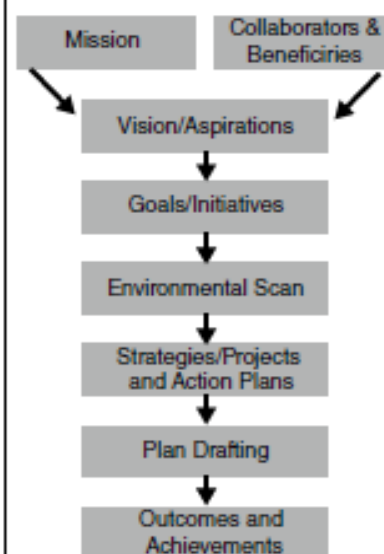 Mission
Collaborators &
Beneficiries
Vision/Aspirations
Goals/Initiatives
Environmental Scan
Strategies/Projects
and Action Plans
Plan Drafting
Outcomes and
Achievements